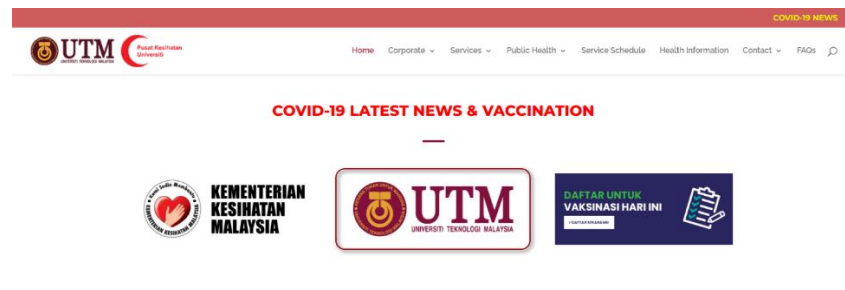 COVID-19 NEWS
UTM
UNIVERSITI TEKNOLOGI MALAYSIA
Pusat Kesihatan
Universiti
Home Corporate Services Public Health Service Schedule Health Information Contact FAQs
COVID-19 LATEST NEWS & VACCINATION
KEMENTERIAN
KESIHATAN
MALAYSIA
UTM
UNIVERSITI TEKNOLOGI MALAYSIA
DAFTAR UNTUK
VAKSINASI HARI INI